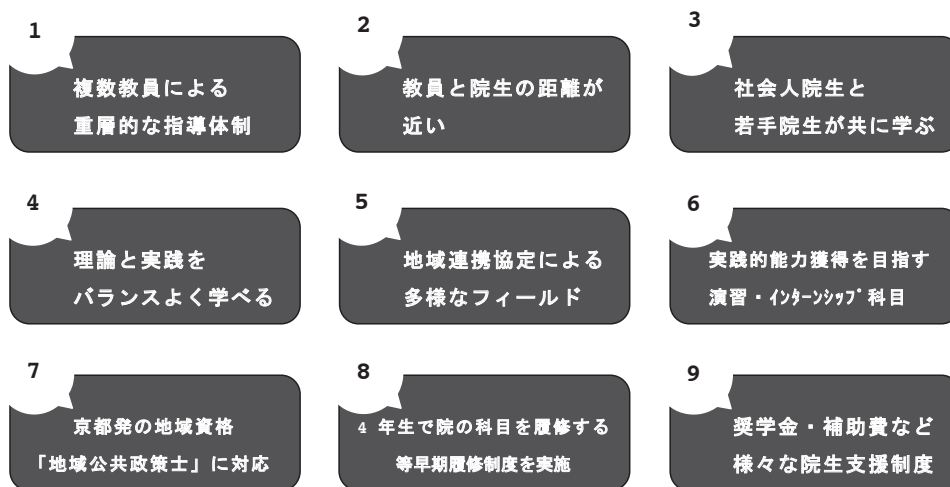 1
複数教員による
重層的な指導体制
2
教員と院生の距離が
近い
3
社会人院生と
若手院生が共に学ぶ
4
理論と実践を
バランスよく学べる
5
地域連携協定による
多様なフィールド
6
実践的能力獲得を目指す
演習・ｲﾝﾀｰﾝｼｯﾌﾟ科目
7
京都発の地域資格
「地域公共政策士」に対応
8
4 年生で院の科目を履修する
等早期履修制度を実施
9
奨学金・補助費など
様々な院生支援制度